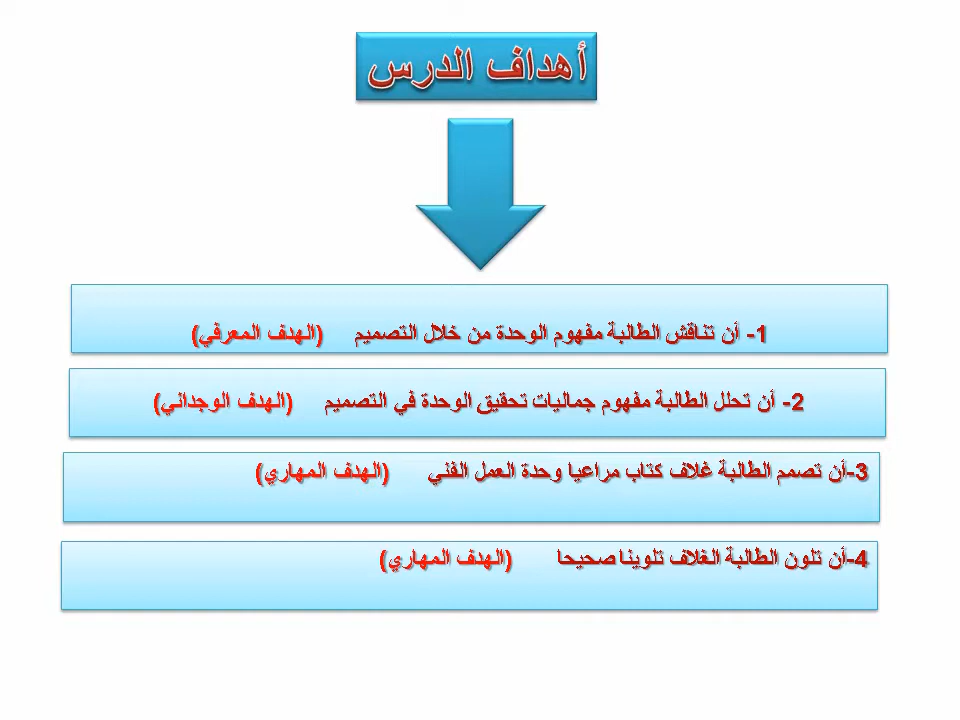 أهداف الدرس
1- أن تناقش الطالبة مفهوم الوحدة من خلال التصميم (الهدف المعرفي)
2- أن تحلل الطالبة مفهوم جماليات تحقيق الوحدة في التصميم (الهدف الوجداني)
3-أن تصمم الطالبة غلاف كتاب مراعيا وحدة العمل الفني (الهدف المهاري)
4-أن تلون الطالبة الغلاف تلوينا صحيحا (الهدف المهاري)